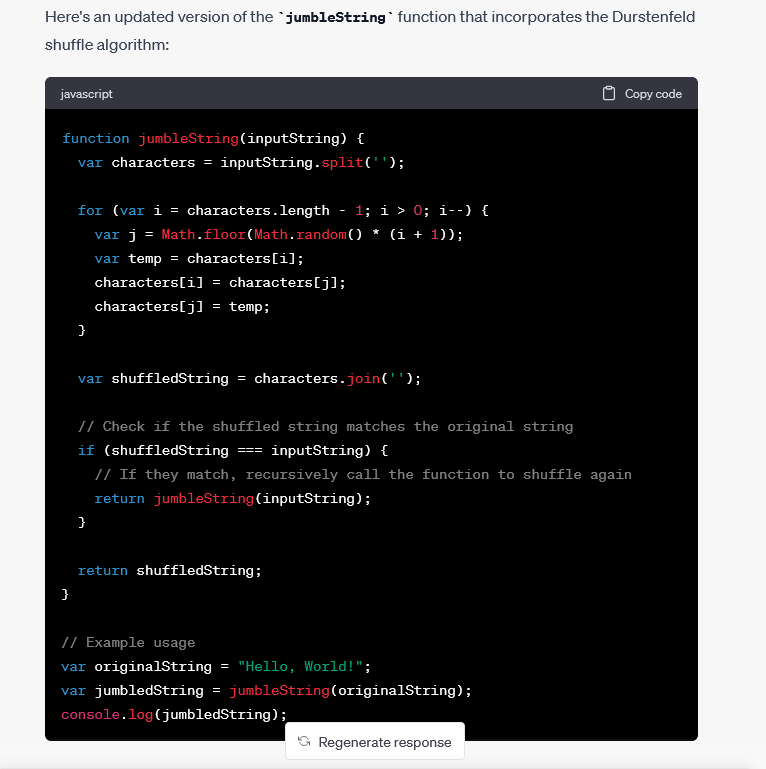 Here's an updated version of the `jumbleString` function that incorporates the Durstenfeld
shuffle algorithm:
javascript Copy code
function jumbleString(inputString) {
  var characters = inputString.split('');

  for (var i = characters.length - 1; i > 0; i--) {
    var j = Math.floor(Math.random() * (i + 1));
    var temp = characters[i];
    characters[i] = characters[j];
    characters[j] = temp;
  }

  var shuffledString = characters.join('');

  // Check if the shuffled string matches the original string
  if (shuffledString === inputString) {
    // If they match, recursively call the function to shuffle again
    return jumbleString(inputString);
  }

  return shuffledString;
}

// Example usage
var originalString = "Hello, World!";
var jumbledString = jumbleString(originalString);
console.log(jumbledString);
Regenerate response